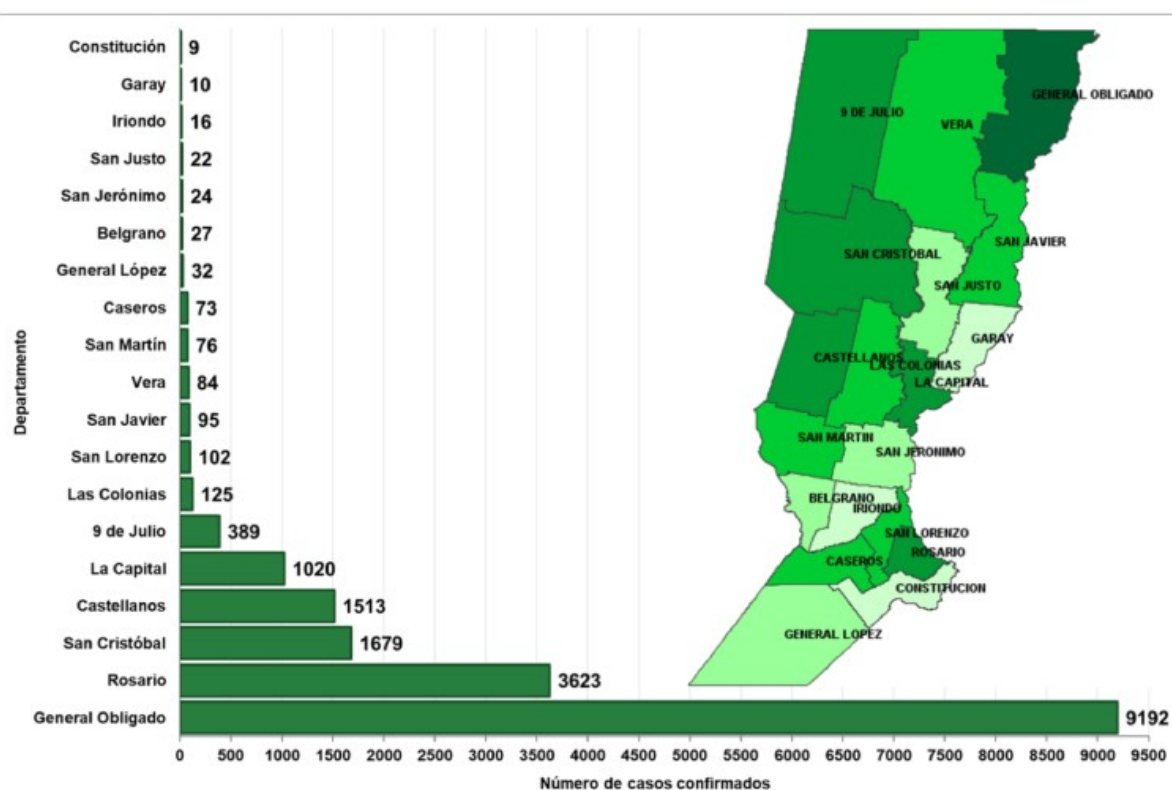 Constitución 9
Garay 10
Iriondo 16
San Justo 22
San Jerónimo 24
Belgrano 27
General López 32
Caseros 73
San Martín 76
Vera 84
San Javier 95
San Lorenzo 102
Las Colonias 125
9 de Julio 389
La Capital 1020
Castellanos 1513
San Cristóbal 1679
Rosario 3623
General Obligado 9192
Departamento
0 500 1000 1500 2000 2500 3000 3500 4000 4500 5000 5500 6000 6500 7000 7500 8000 8500 9000 9500
Número de casos confirmados
GENERAL OBLIGADO
9 DE JULIO
VERA
SAN JAVIER
SAN CRISTOBAL
SAN JUSTO
GARAY
CASTELLANOS
LAS COLONIAS
LA CAPITAL
SAN MARTIN
SAN JERONIMO
BELGRANO
IRIONDO
SAN LORENZO
ROSARIO
CASEROS
CONSTITUCION
GENERAL LOPEZ